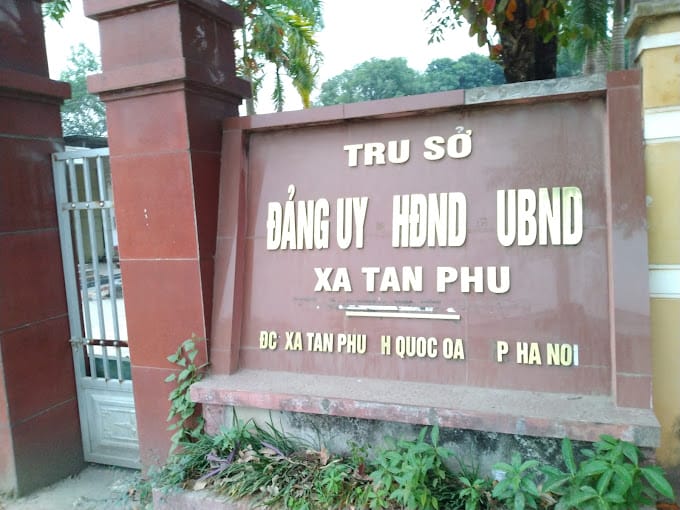 TRU SỞ
ĐẢNG UY HĐND UBND
XA TAN PHU
ĐC XA TAN PHU H QUOC OA P HA NOI